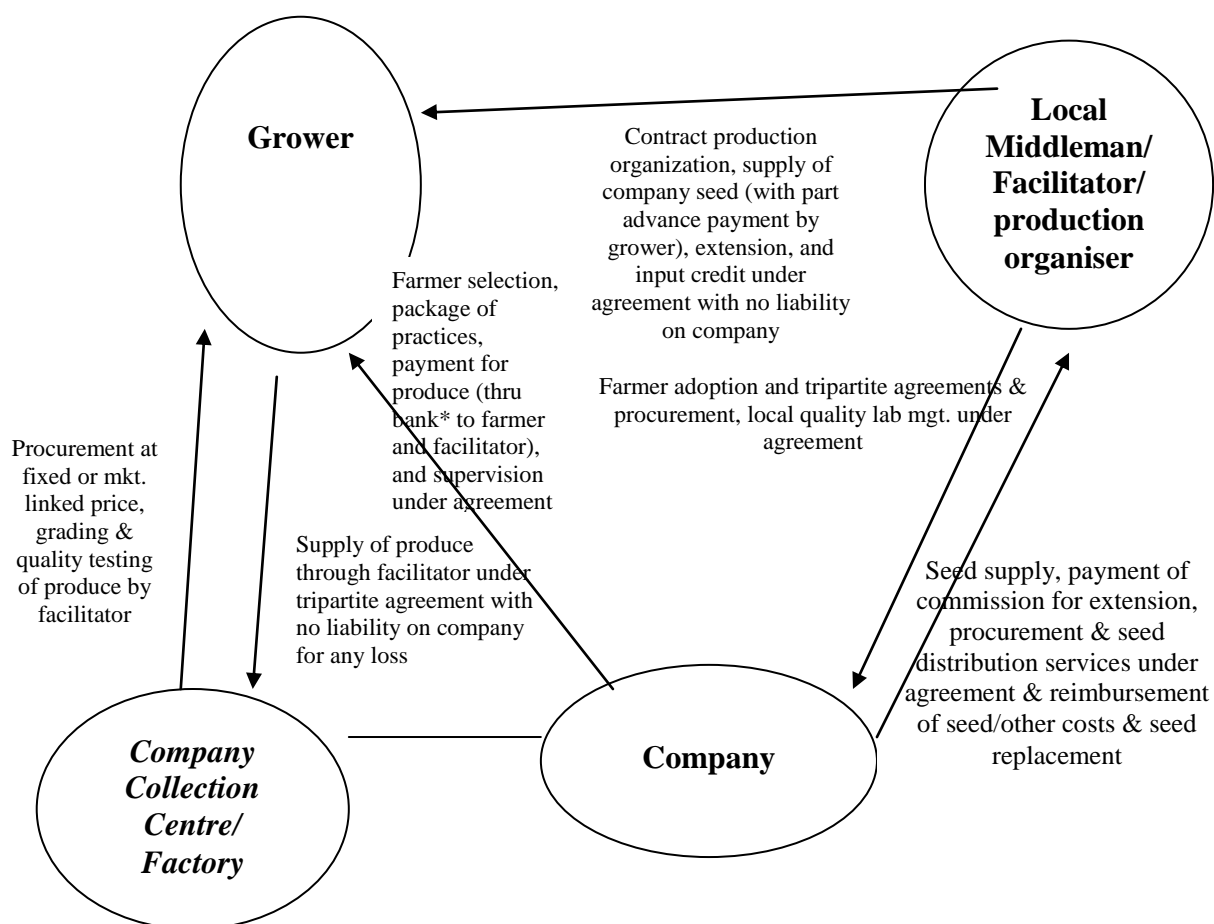 Grower
Local
Middleman/
Facilitator/
production
organiser
Contract production
organization, supply of
company seed (with part
advance payment by
grower), extension, and
input credit under
agreement with no liability
on company
Farmer selection,
package of
practices,
payment for
produce (thru
bank* to farmer
and facilitator),
and supervision
under agreement
Farmer adoption and tripartite agreements &
procurement, local quality lab mgt. under
agreement
Procurement at
fixed or mkt.
linked price,
grading &
quality testing
of produce by
facilitator
Supply of produce
through facilitator under
tripartite agreement with
no liability on company
for any loss
Seed supply, payment of
commission for extension,
procurement & seed
distribution services under
agreement & reimbursement
of seed/other costs & seed
replacement
Company
Collection
Centre/
Factory
Company